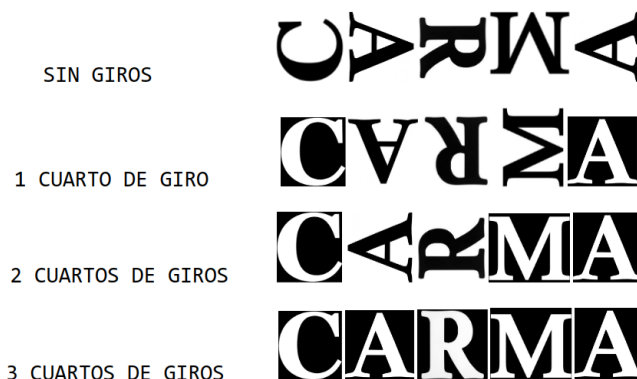 SIN GIROS CARMA
1 CUARTO DE GIRO CARMA
2 CUARTOS DE GIROS CARMA
3 CUARTOS DE GIROS CARMA